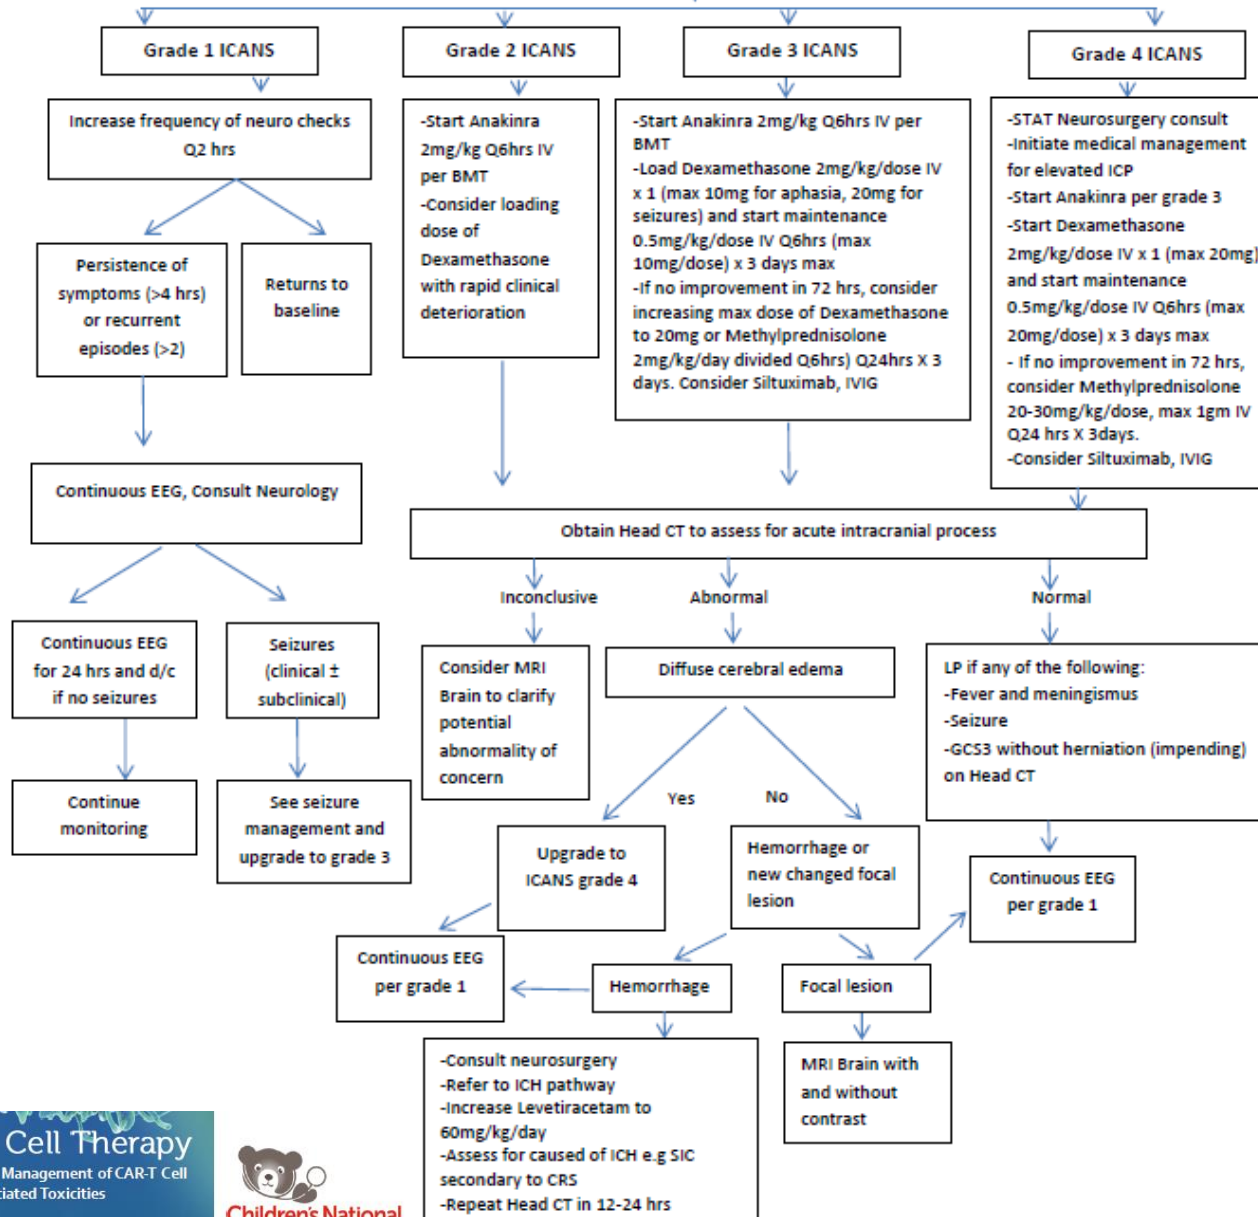 Grade 1 ICANS
Grade 2 ICANS
Grade 3 ICANS
Grade 4 ICANS
Increase frequency of neuro checks
Q2 hrs
-Start Anakinra
2mg/kg Q6hrs IV
per BMT
-Consider loading
dose of
Dexamethasone
with rapid clinical
deterioration
-Start Anakinra 2mg/kg Q6hrs IV per
BMT
-Load Dexamethasone 2mg/kg/dose IV
x 1 (max 10mg for aphasia, 20mg for
seizures) and start maintenance
0.5mg/kg/dose IV Q6hrs (max
10mg/dose) x 3 days max
-If no improvement in 72 hrs, consider
increasing max dose of Dexamethasone
to 20mg or Methylprednisolone
2mg/kg/day divided Q6hrs) Q24hrs X 3
days. Consider Siltuximab, IVIG
-STAT Neurosurgery consult
-Initiate medical management
for elevated ICP
-Start Anakinra per grade 3
-Start Dexamethasone
2mg/kg/dose IV x 1 (max 20mg)
and start maintenance
0.5mg/kg/dose IV Q6hrs (max
20mg/dose) x 3 days max
- If no improvement in 72 hrs,
consider Methylprednisolone
20-30mg/kg/dose, max 1gm IV
Q24 hrs X 3days.
-Consider Siltuximab, IVIG
Persistence of
symptoms (>4 hrs)
or recurrent
episodes (>2)
Returns to
baseline
Continuous EEG, Consult Neurology
Obtain Head CT to assess for acute intracranial process
Inconclusive
Abnormal
Normal
Continuous EEG
for 24 hrs and d/c
if no seizures
Seizures
(clinical ±
subclinical)
Consider MRI
Brain to clarify
potential
abnormality of
concern
Diffuse cerebral edema
LP if any of the following:
-Fever and meningismus
-Seizure
-GCS3 without herniation (impending)
on Head CT
Continue
monitoring
See seizure
management and
upgrade to grade 3
Yes
No
Upgrade to
ICANS grade 4
Hemorrhage or
new changed focal
lesion
Continuous EEG
per grade 1
Continuous EEG
per grade 1
Hemorrhage
Focal lesion
-Consult neurosurgery
-Refer to ICH pathway
-Increase Levetiracetam to
60mg/kg/day
-Assess for caused of ICH e.g SIC
secondary to CRS
-Repeat Head CT in 12-24 hrs
MRI Brain with
and without
contrast
Cell Therapy
Management of CAR-T Cell
ciated Toxicities
Children's National